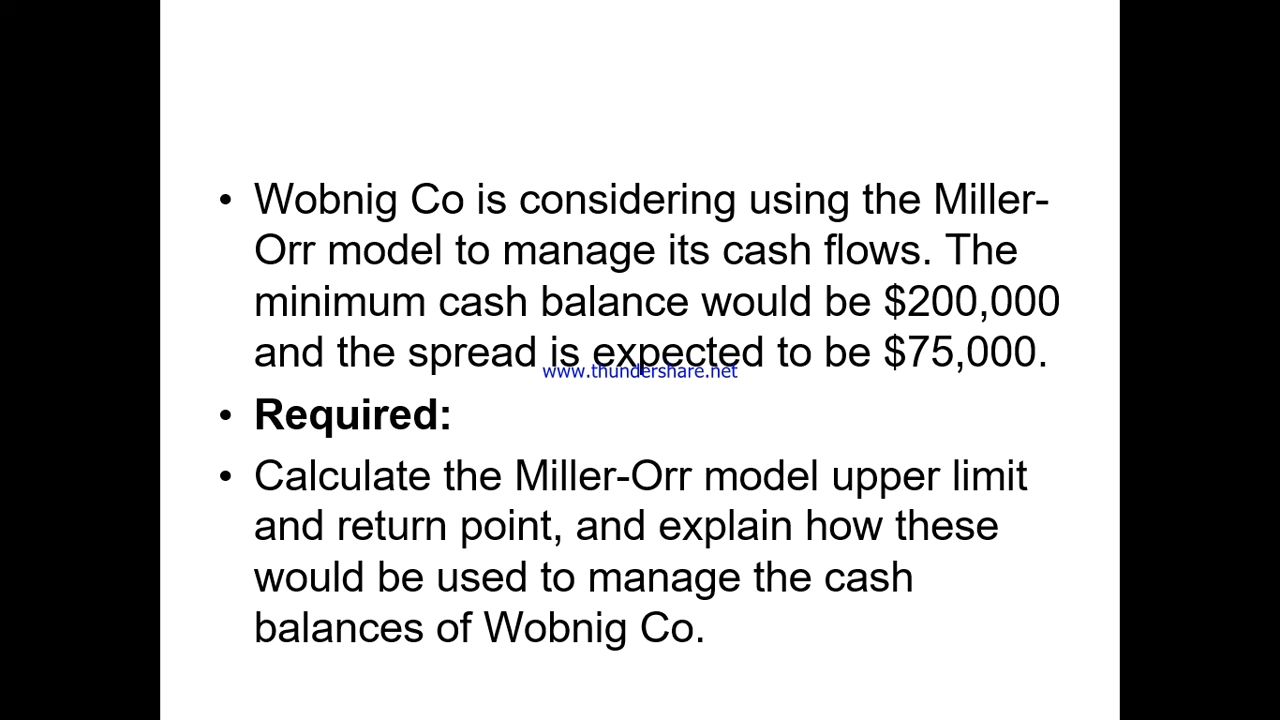 • Wobnig Co is considering using the Miller-
Orr model to manage its cash flows. The
minimum cash balance would be $200,000
and the spread is expected to be $75,000.
www.thundershare.net
• Required:
• Calculate the Miller-Orr model upper limit
and return point, and explain how these
would be used to manage the cash
balances of Wobnig Co.